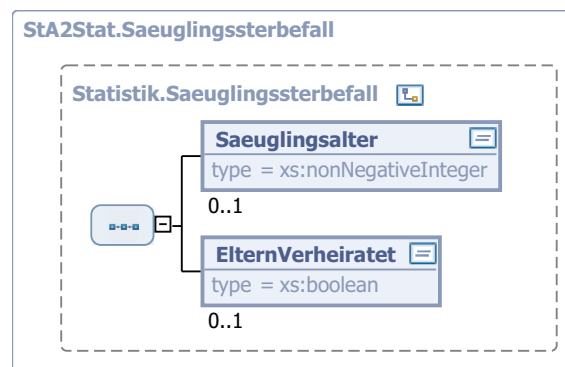 StA2Stat.Saeuglingssterbefall
Statistik.Saeuglingssterbefall
Saeuglingsalter
type = xs:nonNegativeInteger
0..1
ElternVerheiratet
type = xs:boolean
0..1